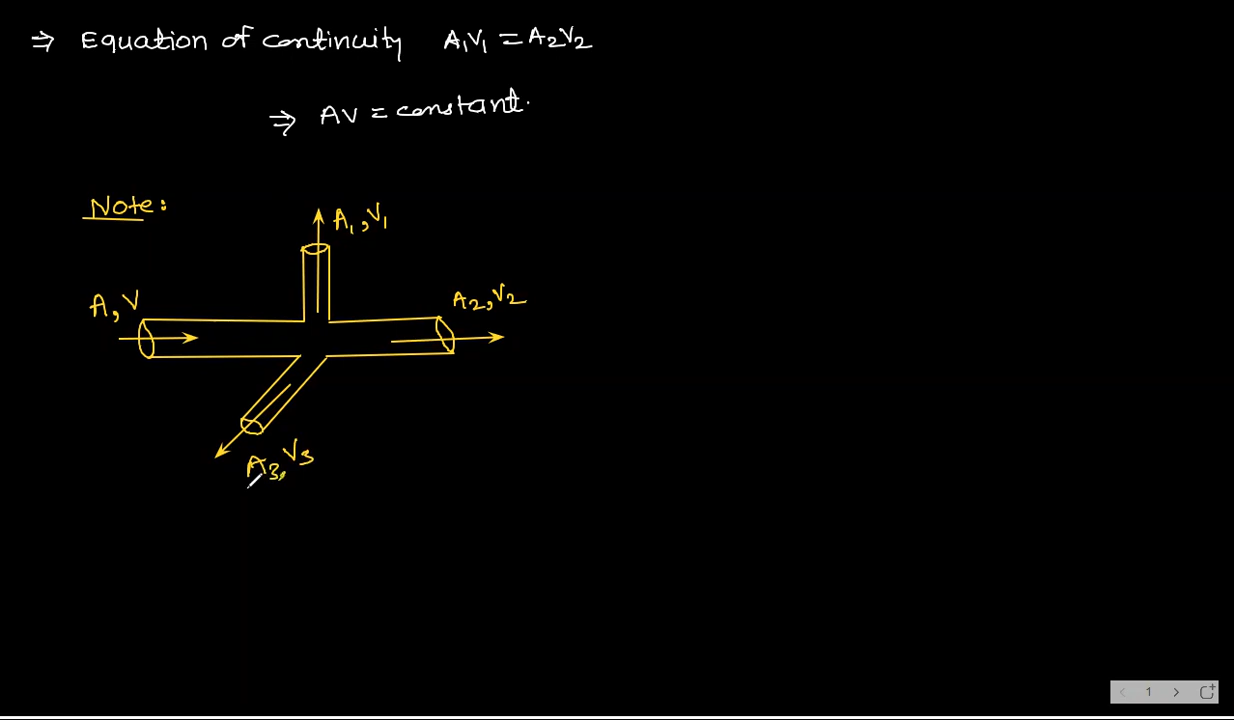 ⇒ Equation of continuity A₁V₁ = A₂V₂
⇒ AV = constant.
Note:
A₁,V₁
A,V
A₂,V₂
A₃,V₃
1